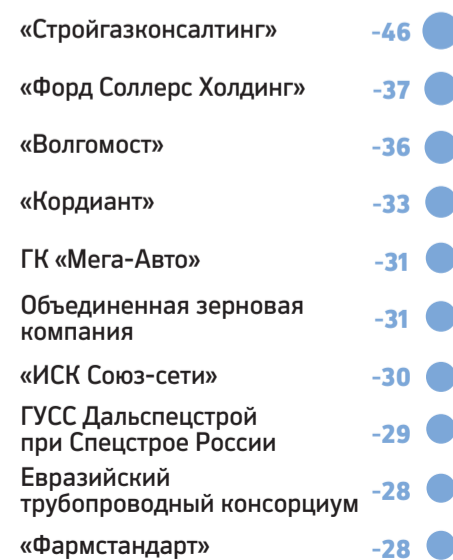 «Стройгазконсалтинг» -46
«Форд Соллерс Холдинг» -37
«Волгомост» -36
«Кордиант» -33
ГК «Мега-Авто» -31
Объединенная зерновая
компания -31
«ИСК Союз-сети» -30
ГУСС Дальспецстрой
при Спецстрое России -29
Евразийский
трубопроводный консорциум -28
«Фармстандарт» -28